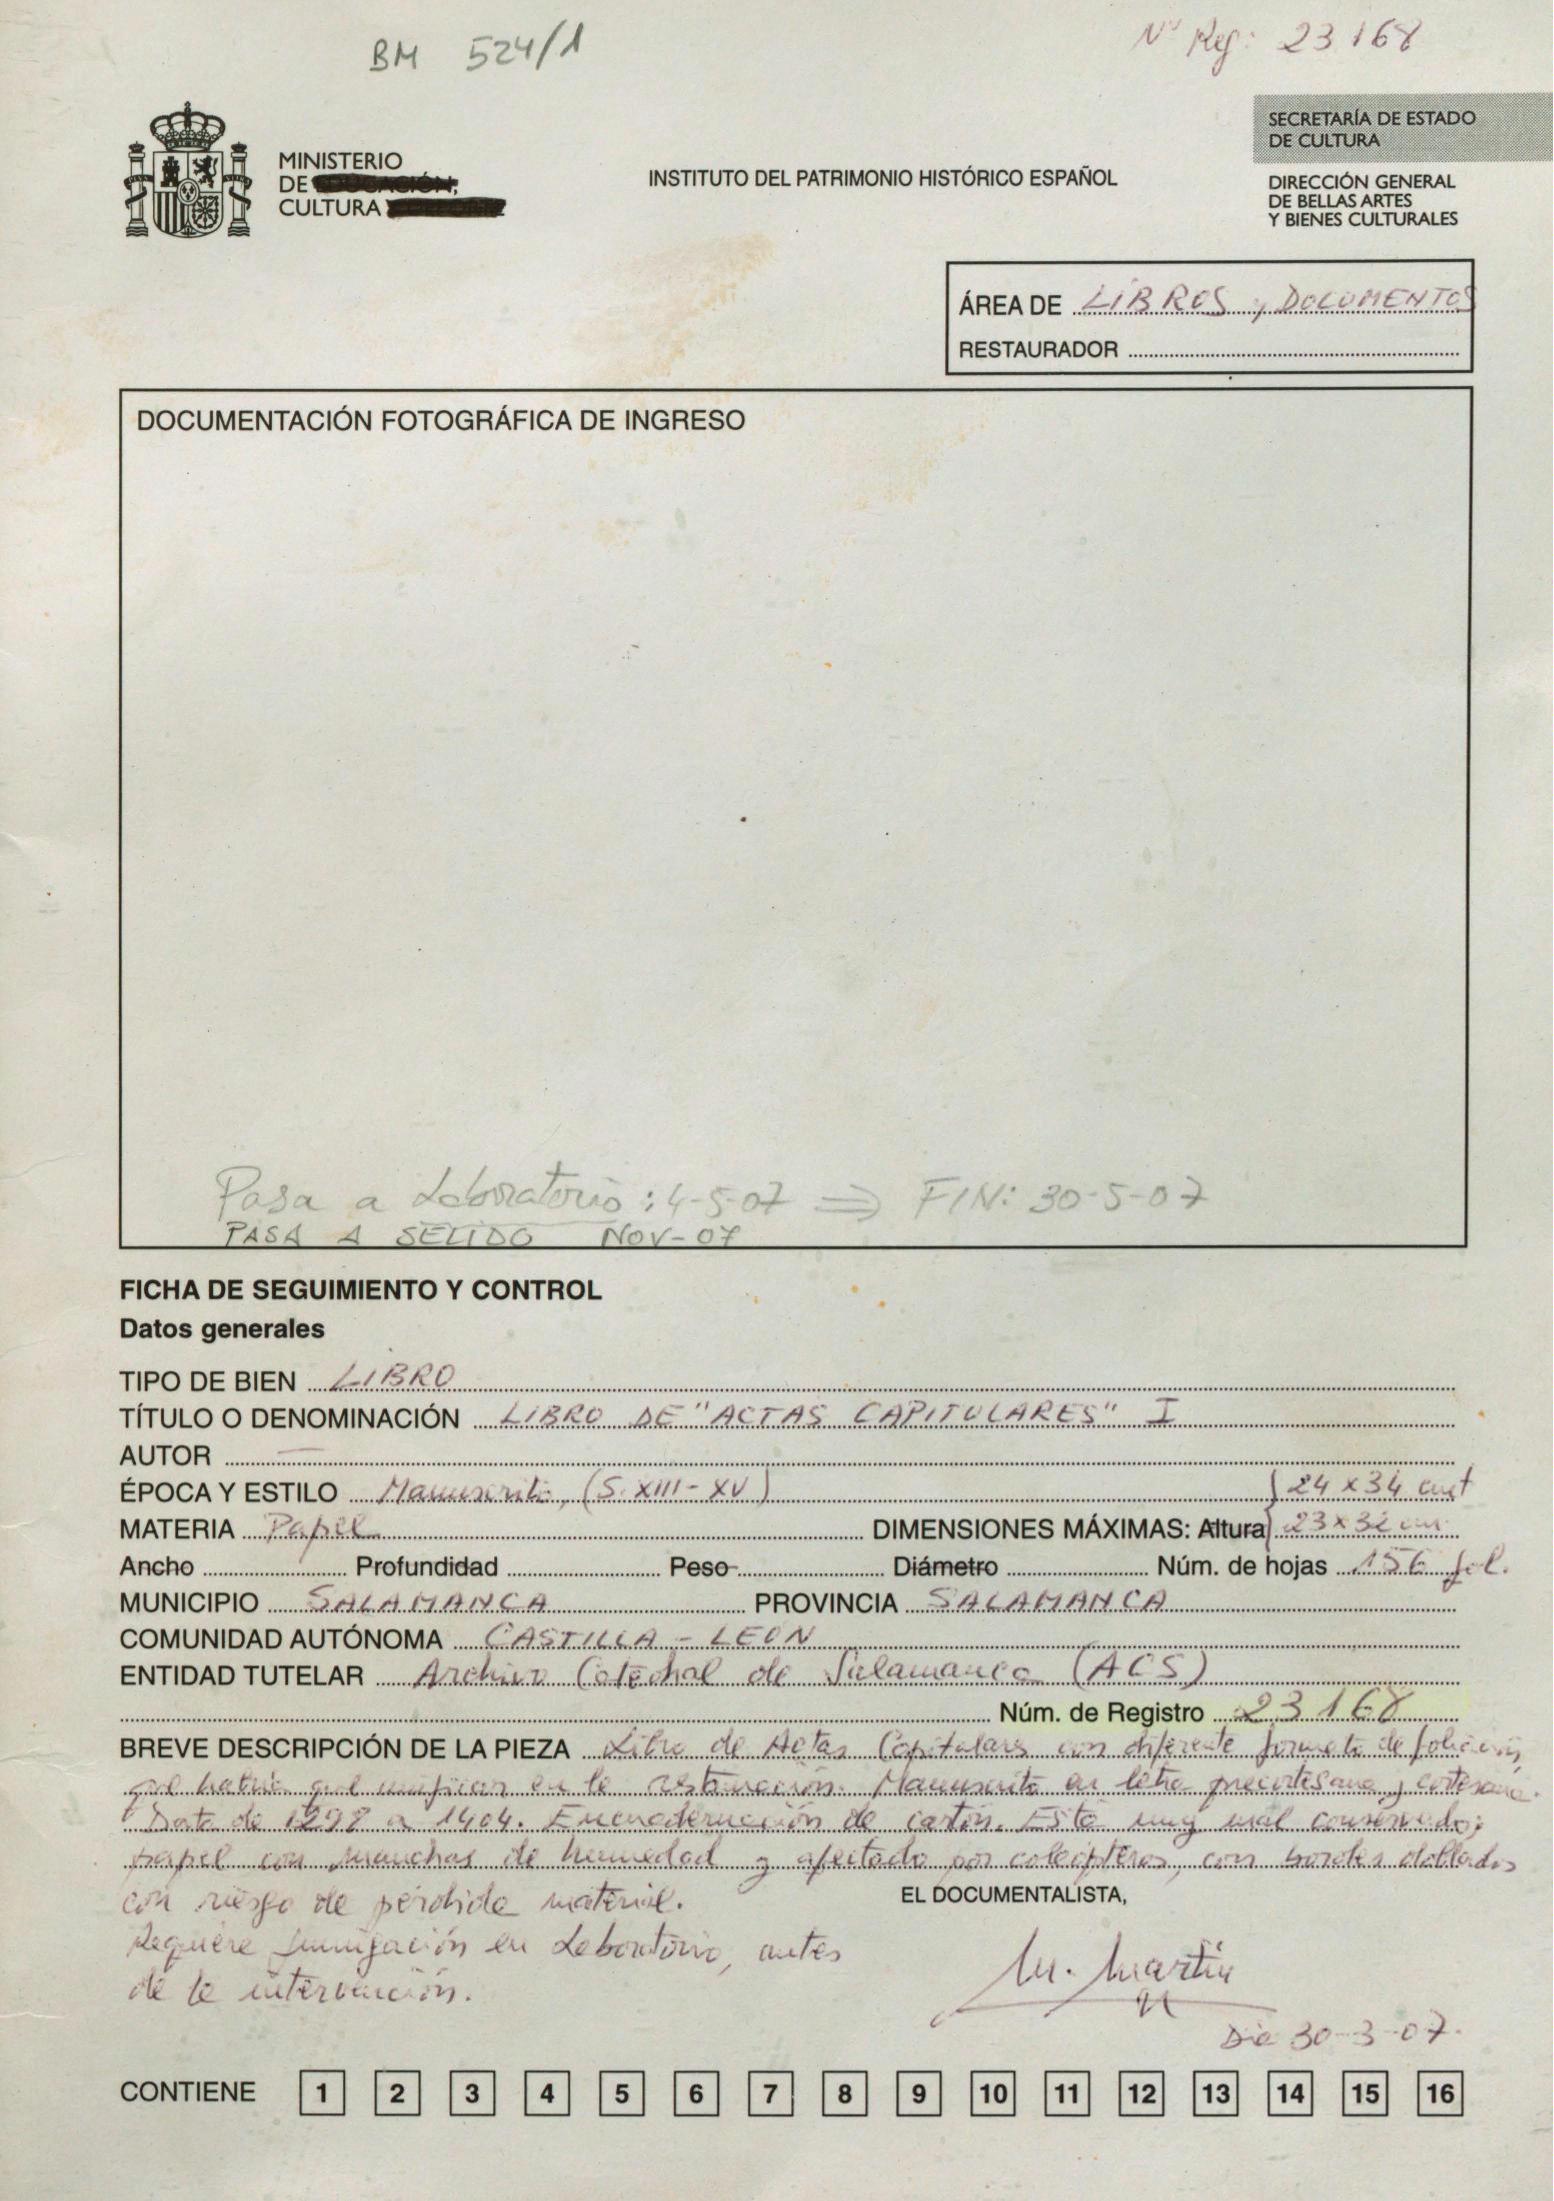 BM 524/1
Nº Reg: 23168
MINISTERIO
DE EDUCACIÓN,
CULTURA
INSTITUTO DEL PATRIMONIO HISTÓRICO ESPAÑOL
SECRETARÍA DE ESTADO
DE CULTURA
DIRECCIÓN GENERAL
DE BELLAS ARTES
Y BIENES CULTURALES
ÁREA DE LIBROS y DOCUMENTOS
RESTAURADOR
DOCUMENTACIÓN FOTOGRÁFICA DE INGRESO
Pasa a Laboratorio: 4-5-07 ⇒ FIN: 30-5-07
PASA A SELIDO NOV-07
FICHA DE SEGUIMIENTO Y CONTROL
Datos generales
TIPO DE BIEN LIBRO
TÍTULO O DENOMINACIÓN LIBRO DE "ACTAS CAPITULARES" I
AUTOR —
ÉPOCA Y ESTILO Manuscrito, (S. XIII - XV) 24 x 34 cm
MATERIA Papel DIMENSIONES MÁXIMAS: Altura 23 x 32 cm
Ancho Profundidad Peso Diámetro Núm. de hojas 156 fol.
MUNICIPIO SALAMANCA PROVINCIA SALAMANCA
COMUNIDAD AUTÓNOMA CASTILLA - LEÓN
ENTIDAD TUTELAR Archivo Catedral de Salamanca (ACS)
Núm. de Registro 23168
BREVE DESCRIPCIÓN DE LA PIEZA Libro de Actas Capitulares con diferente formato de foliación,
que habría que unificar en la restauración. Manuscrito en letra precortesana y cortesana.
Data de 1298 a 1404. Encuadernación de cartón. Está muy mal conservado;
papel con manchas de humedad y afectado por coleópteros, con bordes doblados
con riesgo de pérdida material.
EL DOCUMENTALISTA,
Requiere fumigación en Laboratorio, antes
de la intervención.
M. Martín
Día 30-3-07.
CONTIENE 1 2 3 4 5 6 7 8 9 10 11 12 13 14 15 16